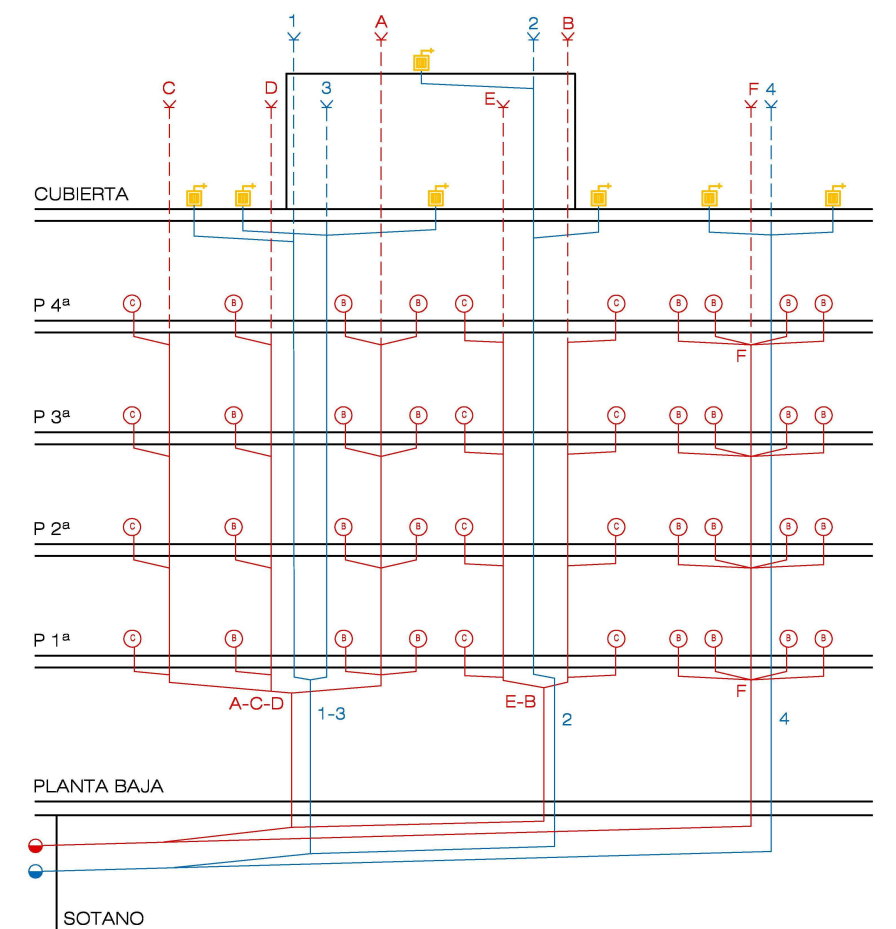 1 A 2 B
C D 3 E F 4
CUBIERTA
P 4ª
C B B B C C B B B B
F
P 3ª
C B B B C C B B B B
P 2ª
C B B B C C B B B B
P 1ª
C B B B C C B B B B
A-C-D 1-3 E-B 2 F 4
PLANTA BAJA
SOTANO